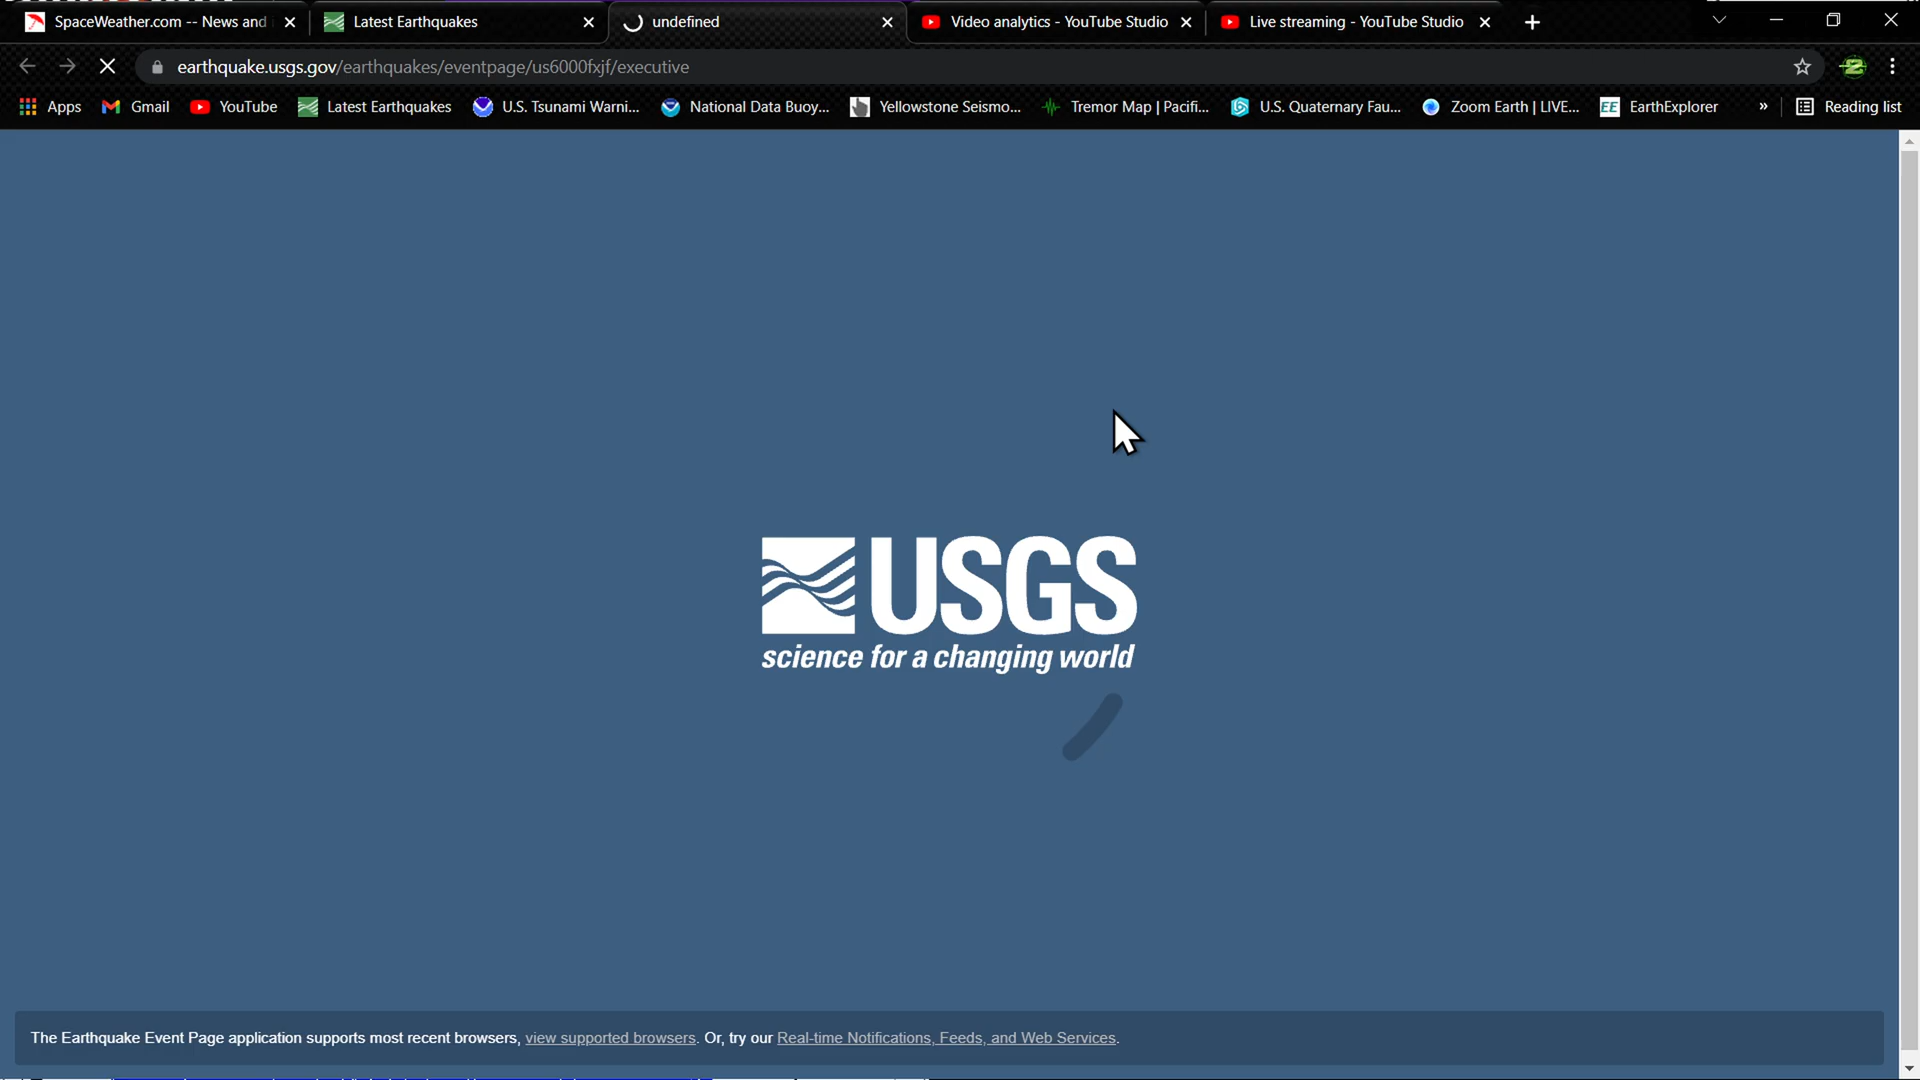 SpaceWeather.com -- News and
Latest Earthquakes
undefined
Video analytics - YouTube Studio
Live streaming - YouTube Studio
earthquake.usgs.gov/earthquakes/eventpage/us6000fxjf/executive
Apps
Gmail
YouTube
Latest Earthquakes
U.S. Tsunami Warni...
National Data Buoy...
Yellowstone Seismo...
Tremor Map | Pacifi...
U.S. Quaternary Fau...
Zoom Earth | LIVE...
EE EarthExplorer
»
Reading list
USGS
science for a changing world
The Earthquake Event Page application supports most recent browsers, view supported browsers. Or, try our Real-time Notifications, Feeds, and Web Services.